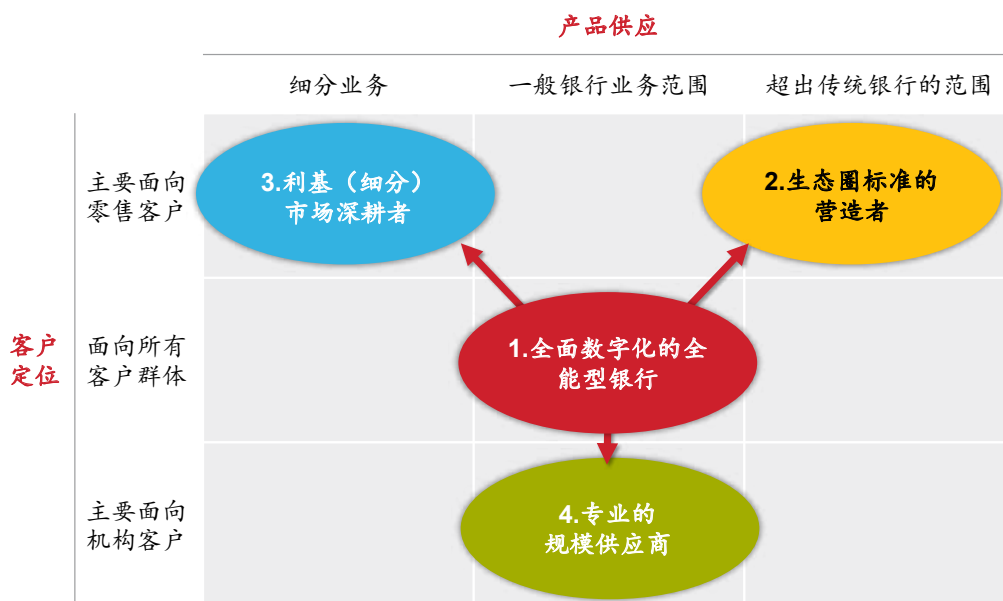 产品供应
细分业务
一般银行业务范围
超出传统银行的范围
主要面向
零售客户
3.利基（细分）
市场深耕者
2.生态圈标准的
营造者
客户
定位
面向所有
客户群体
1.全面数字化的全
能型银行
主要面向
机构客户
4.专业的
规模供应商